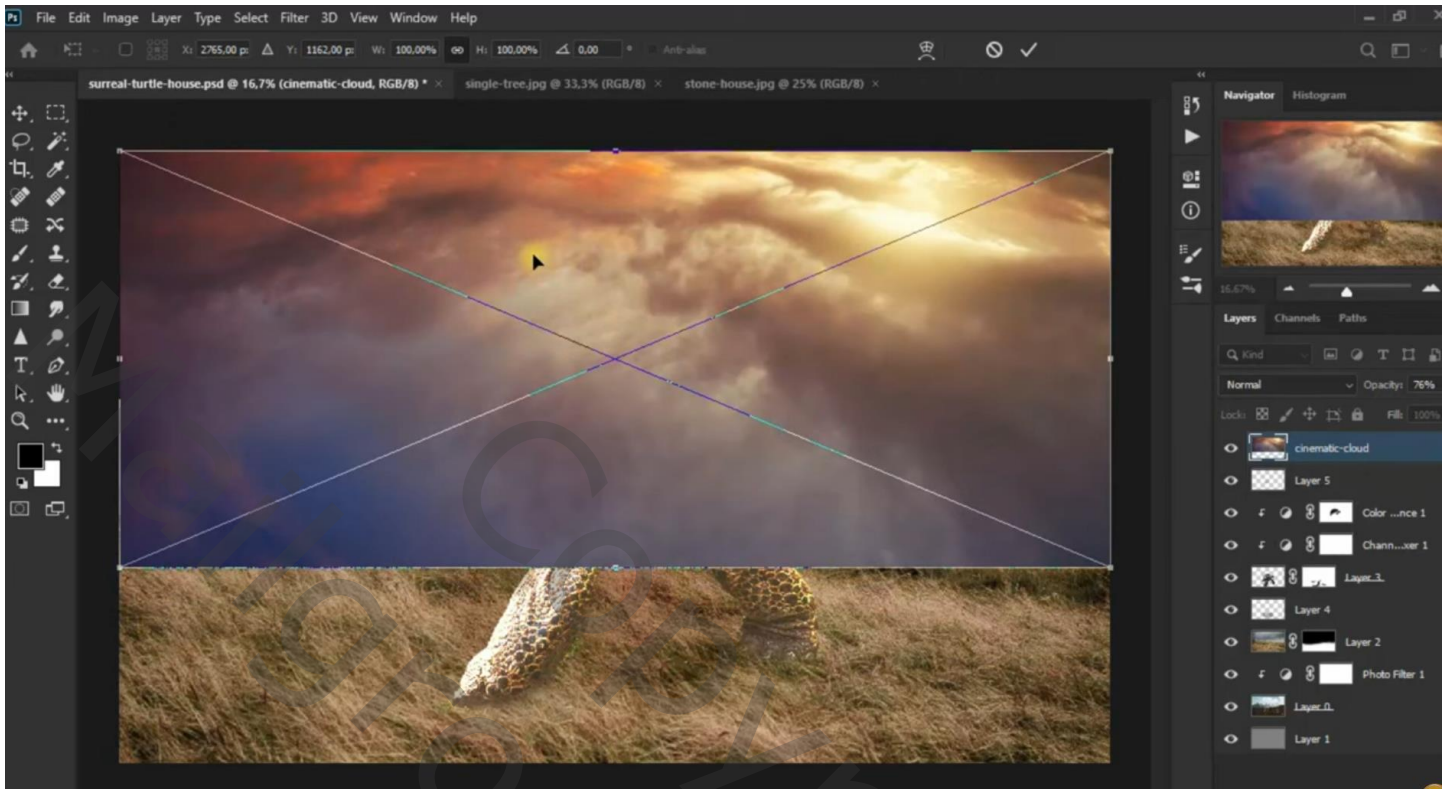 Ps File Edit Image Layer Type Select Filter 3D View Window Help
X: 2765,00 p: Y: 1162,00 p: W: 100,00% H: 100,00% 0,00 ° Anti-alias
surreal-turtle-house.psd @ 16,7% (cinematic-cloud, RGB/8) * × single-tree.jpg @ 33,3% (RGB/8) × stone-house.jpg @ 25% (RGB/8) ×
Navigator Histogram
16.67%
Layers Channels Paths
Kind
Normal Opacity: 76%
Lock: Fill: 100%
cinematic-cloud
Layer 5
Color ...nce 1
Chann...xer 1
Layer 3
Layer 4
Layer 2
Photo Filter 1
Layer 0
Layer 1